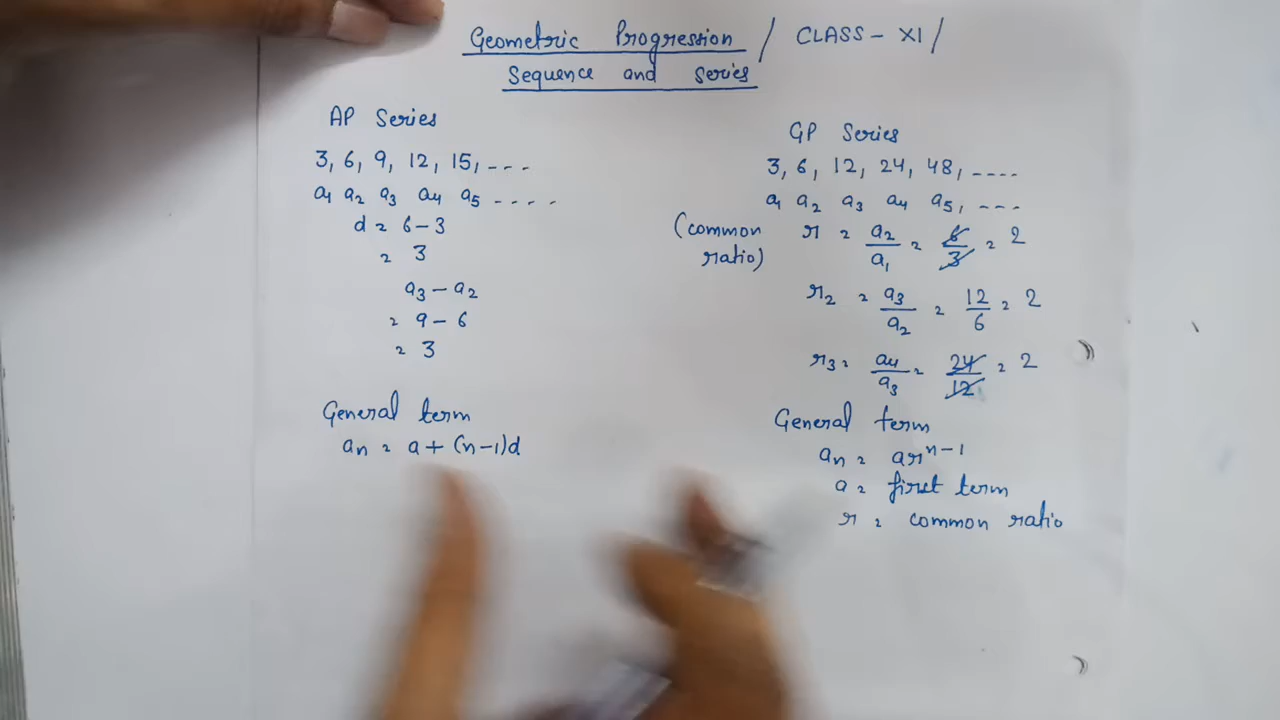 Geometric Progression / CLASS - XI /
Sequence and Series
AP Series
3, 6, 9, 12, 15, ---
a1 a2 a3 a4 a5 ----
d = 6 - 3
= 3
a3 - a2
= 9 - 6
= 3
General term
an = a + (n-1)d
GP Series
3, 6, 12, 24, 48, ----
a1 a2 a3 a4 a5, ---
(common ratio) r = a2/a1 = 6/3 = 2
r2 = a3/a2 = 12/6 = 2
r3 = a4/a3 = 24/12 = 2
General term
an = ar^n-1
a = first term
r = common ratio